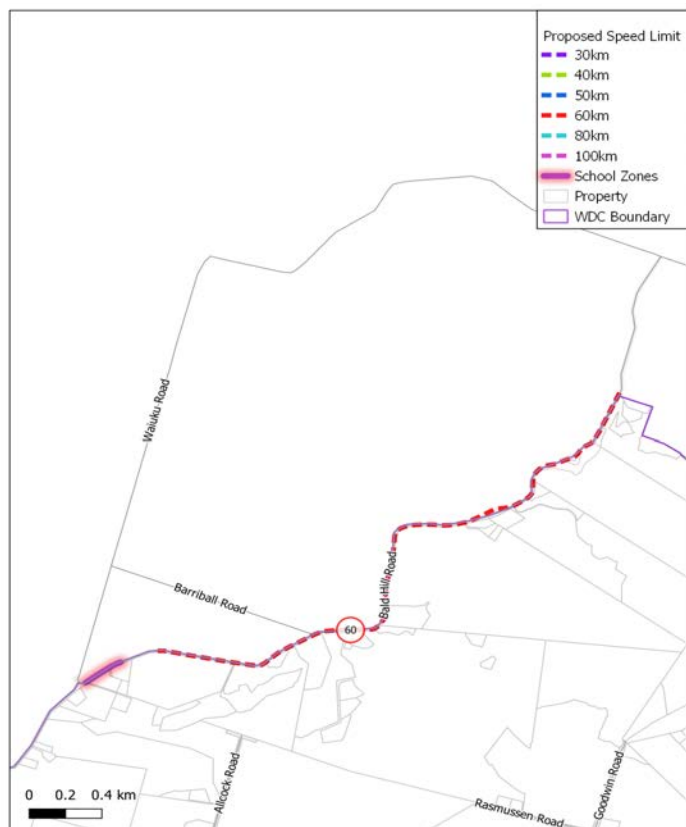 Proposed Speed Limit
30km
40km
50km
60km
80km
100km
School Zones
Property
WDC Boundary
Waiuku Road
Barriball Road
Bald Hill Road
60
Allcock Road
Goodwin Road
Rasmussen Road
0 0.2 0.4 km